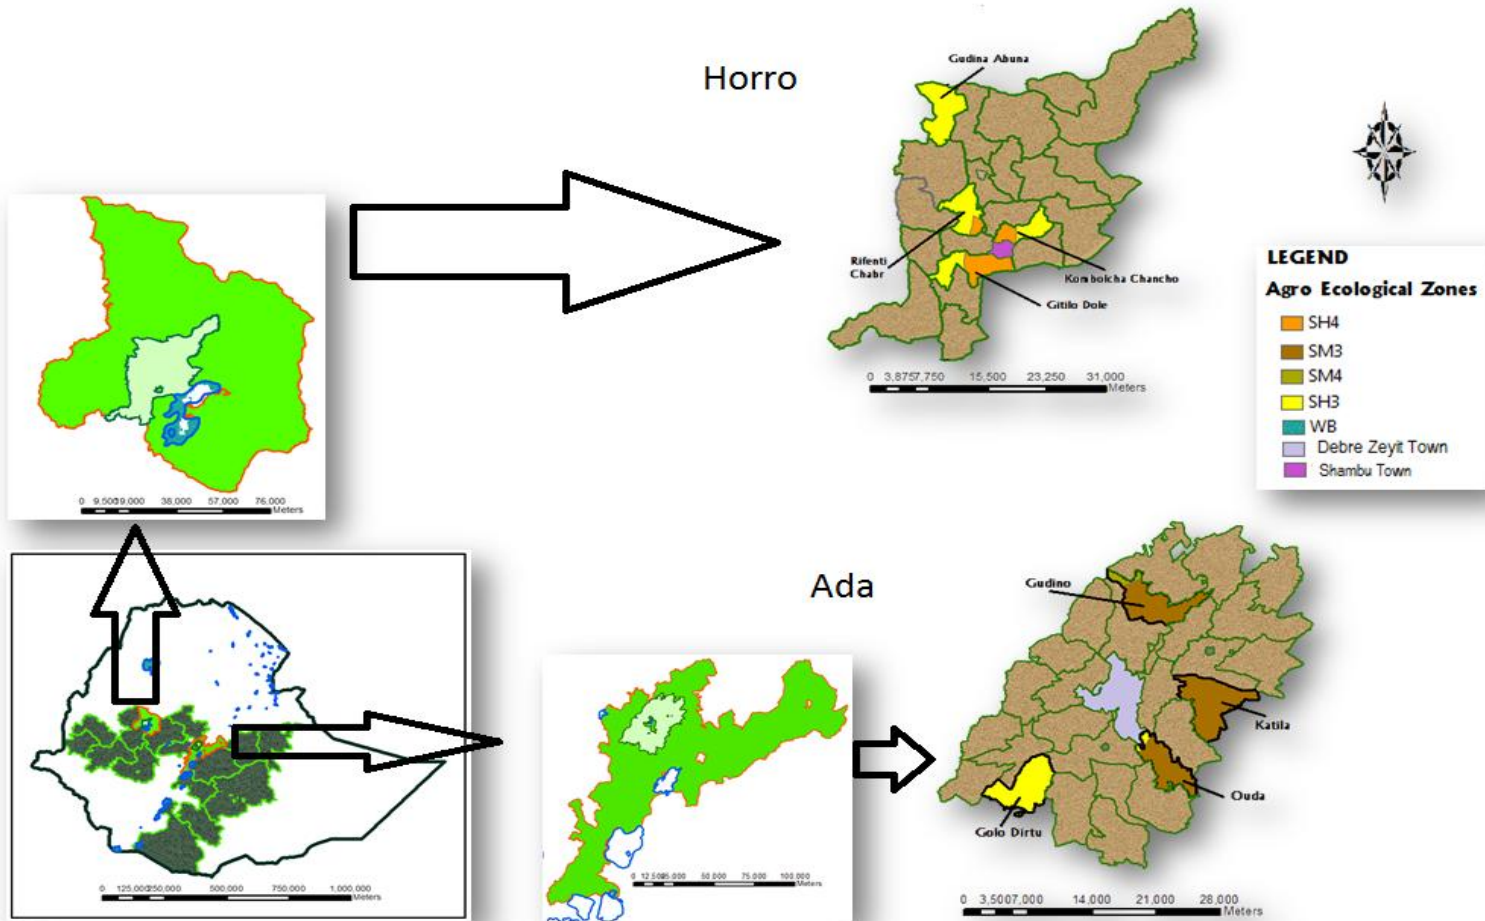 Horro
Gudina Abuna
Rifenti
Chabr
Kombolcha Chancho
Gitilo Dole
0 3,8757,750 15,500 23,250 31,000
Meters
LEGEND
Agro Ecological Zones
SH4
SM3
SM4
SH3
WB
Debre Zeyit Town
Shambu Town
0 9,50019,000 38,000 57,000 76,000
Meters
Ada
Gudino
Katila
Ouda
Golo Dirtu
0 125,000250,000 500,000 750,000 1,000,000
Meters
0 12,50025,000 50,000 75,000 100,000
Meters
0 3,5007,000 14,000 21,000 28,000
Meters